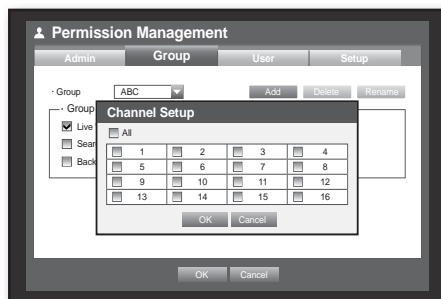 Permission Management
Admin Group User Setup
· Group ABC Add Delete Rename
Group
Live
Sear
Back
Channel Setup
All
1 2 3 4
5 6 7 8
9 10 11 12
13 14 15 16
OK Cancel
OK Cancel